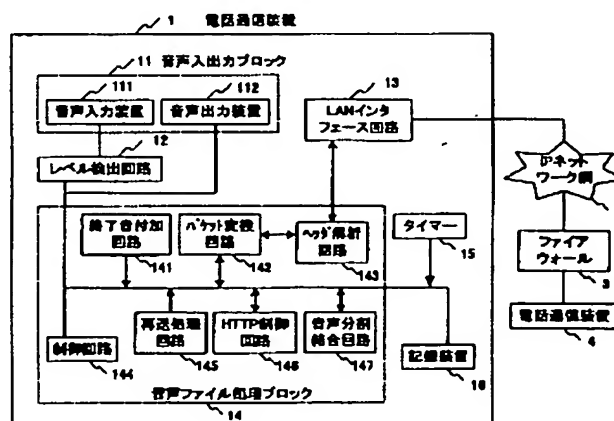 1 電話通信装置
11 音声入出力ブロック
111
112
音声入力装置
音声出力装置
12
レベル検出回路
13
LANインタ
フェース回路
IPネット
ワーク網
ファイア
ウォール
3
電話通信装置
4
終了音付加
回路
141
パケット変換
回路
142
ヘッダ解析
回路
143
タイマー
15
制御回路
144
再送処理
回路
145
HTTP制御
回路
146
音声分割
結合回路
147
記憶装置
16
音声ファイル処理ブロック
14